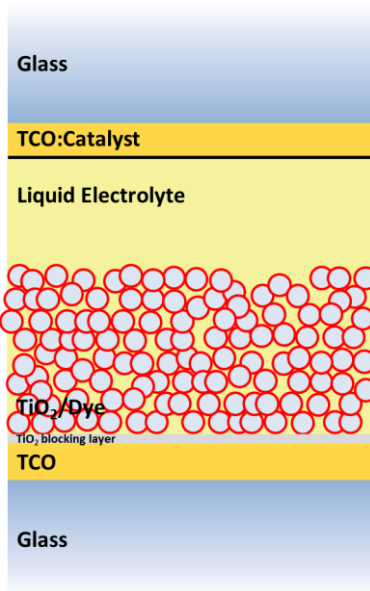 Glass
TCO:Catalyst
Liquid Electrolyte
TiO₂/Dye
TiO₂ blocking layer
TCO
Glass